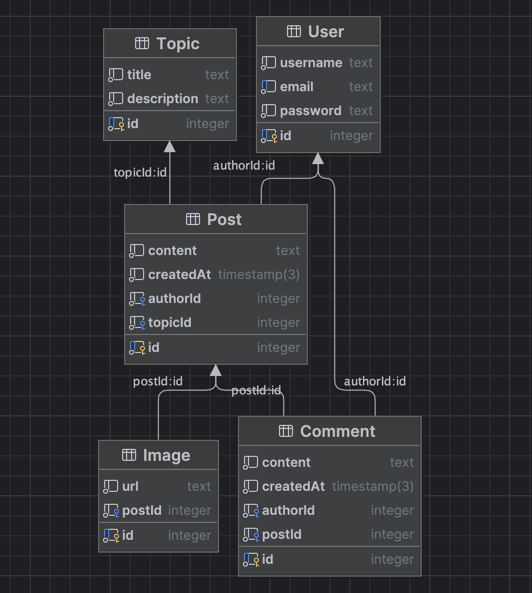 Topic
title text
description text
id integer
User
username text
email text
password text
id integer
topicId:id
authorId:id
Post
content text
createdAt timestamp(3)
authorId integer
topicId integer
id integer
postId:id
postId:id
authorId:id
Image
url text
postId integer
id integer
Comment
content text
createdAt timestamp(3)
authorId integer
postId integer
id integer